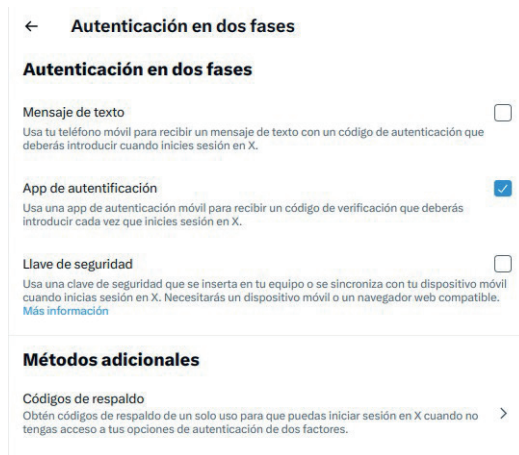 ← Autenticación en dos fases
Autenticación en dos fases
Mensaje de texto
Usa tu teléfono móvil para recibir un mensaje de texto con un código de autenticación que
deberás introducir cuando inicies sesión en X.
App de autentificación
Usa una app de autenticación móvil para recibir un código de verificación que deberás
introducir cada vez que inicies sesión en X.
Llave de seguridad
Usa una clave de seguridad que se inserta en tu equipo o se sincroniza con tu dispositivo móvil
cuando inicias sesión en X. Necesitarás un dispositivo móvil o un navegador web compatible.
Más información
Métodos adicionales
Códigos de respaldo
Obtén códigos de respaldo de un solo uso para que puedas iniciar sesión en X cuando no
tengas acceso a tus opciones de autenticación de dos factores.